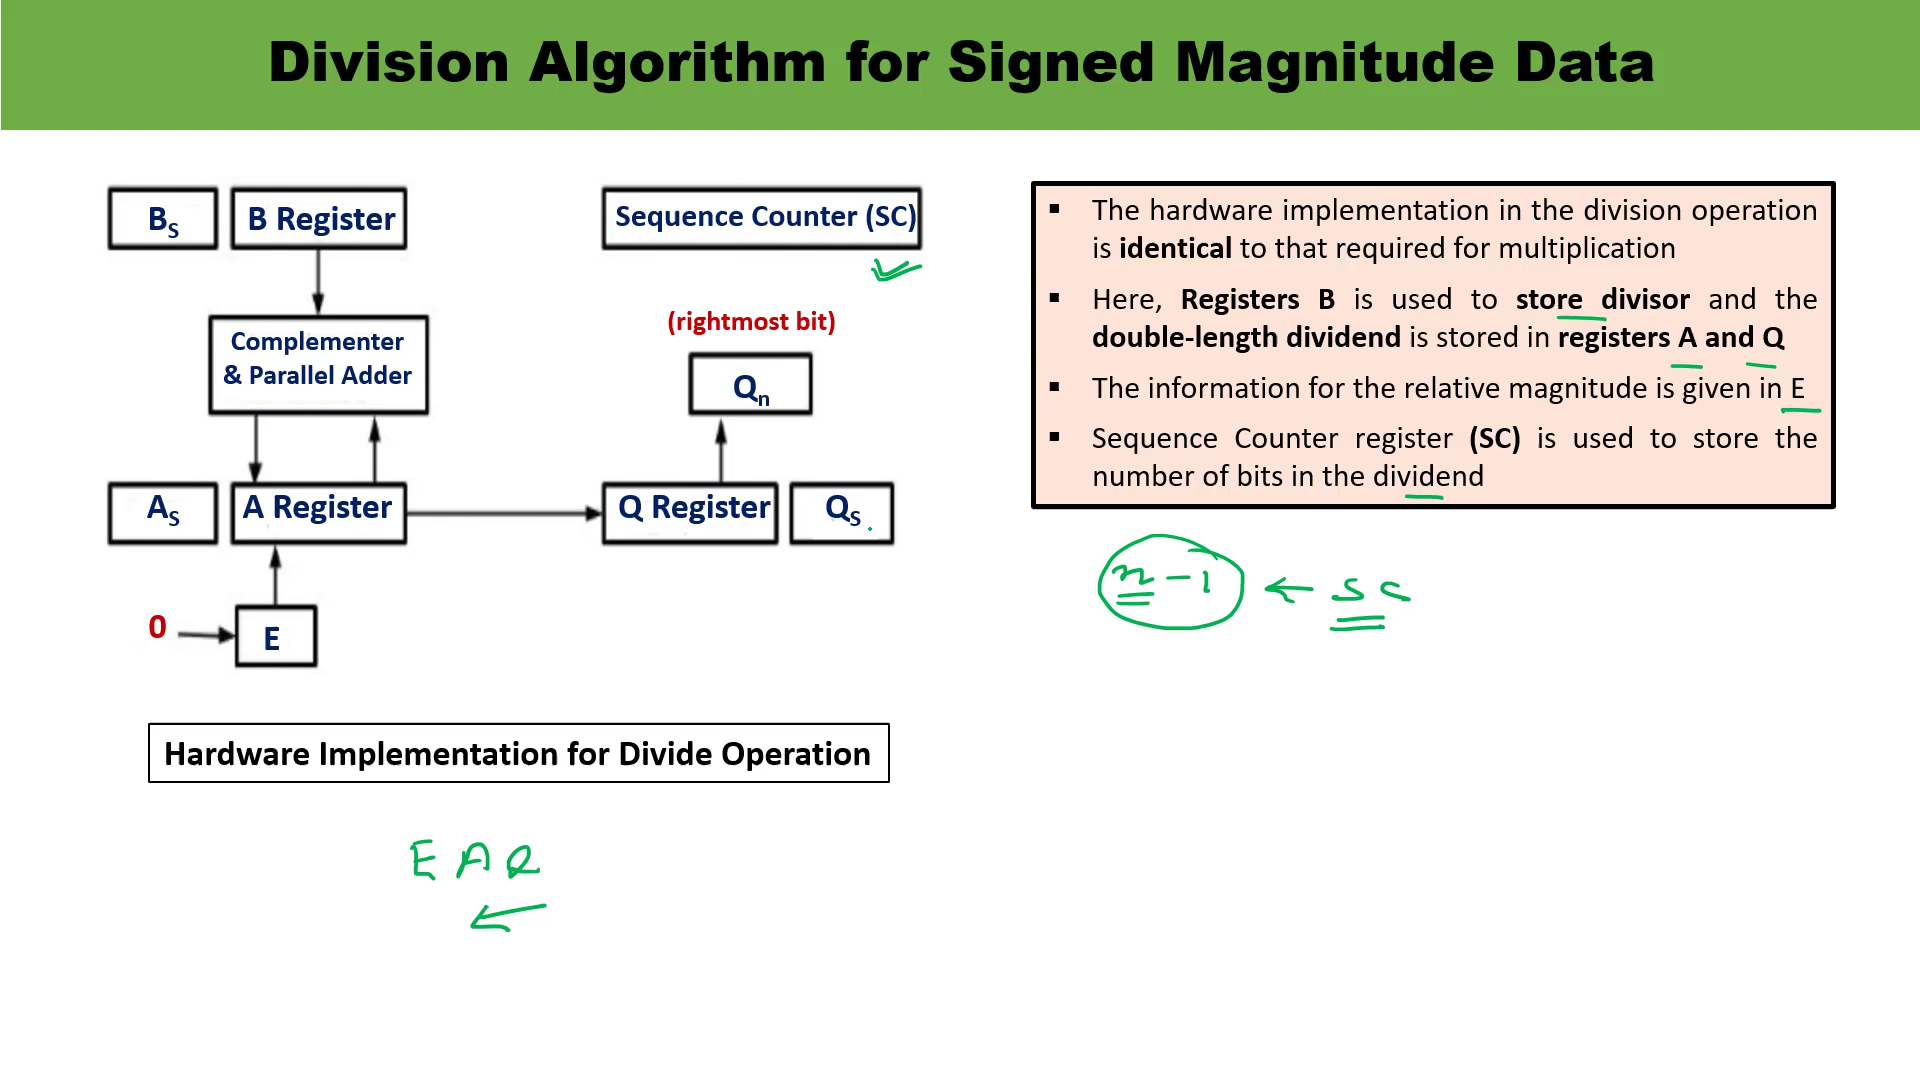 Division Algorithm for Signed Magnitude Data
BS
B Register
Sequence Counter (SC)
(rightmost bit)
Complementer
& Parallel Adder
Qn
AS
A Register
Q Register
QS
0
E
Hardware Implementation for Divide Operation
E A Q
▪ The hardware implementation in the division operation
is identical to that required for multiplication
▪ Here, Registers B is used to store divisor and the
double-length dividend is stored in registers A and Q
▪ The information for the relative magnitude is given in E
▪ Sequence Counter register (SC) is used to store the
number of bits in the dividend
n - 1 ← SC